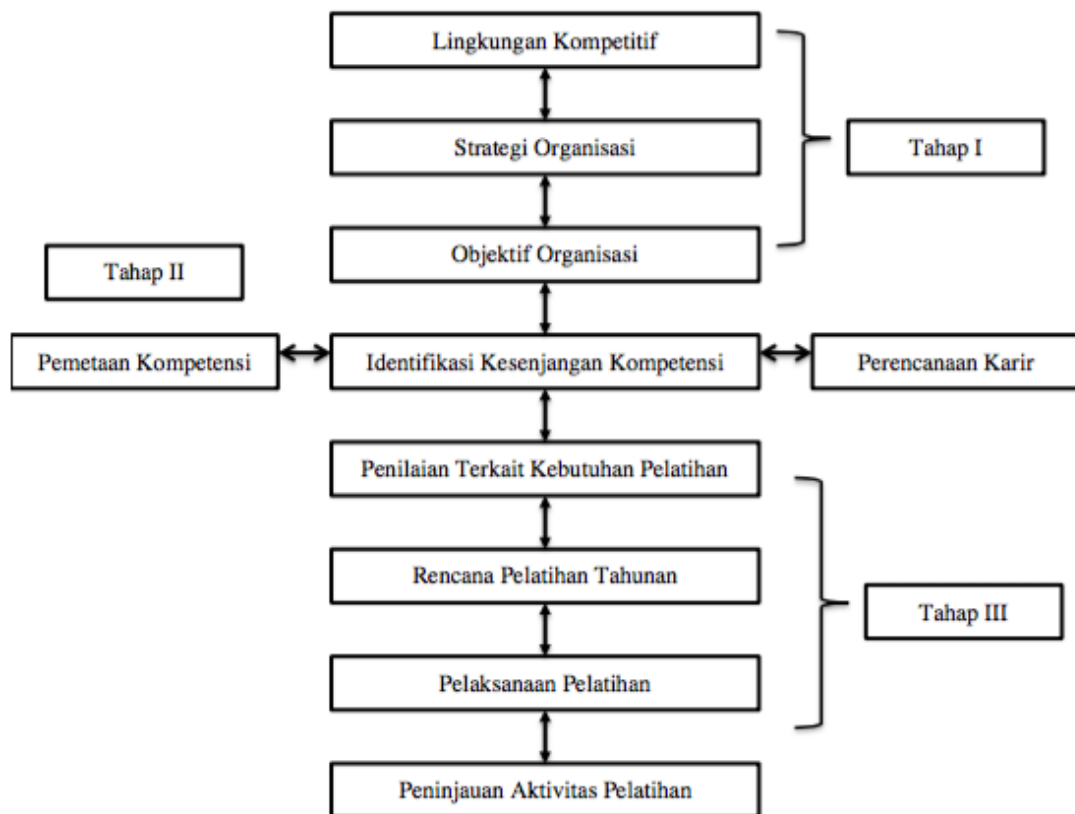 Lingkungan Kompetitif
Strategi Organisasi
Tahap I
Objektif Organisasi
Tahap II
Pemetaan Kompetensi
Identifikasi Kesenjangan Kompetensi
Perencanaan Karir
Penilaian Terkait Kebutuhan Pelatihan
Rencana Pelatihan Tahunan
Tahap III
Pelaksanaan Pelatihan
Peninjauan Aktivitas Pelatihan